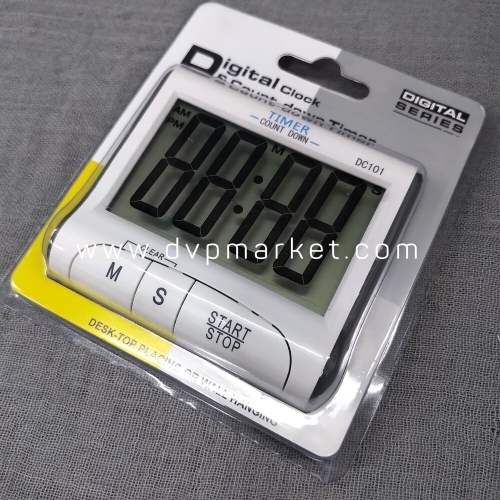 Digital Clock
& Count-down Timer
DIGITAL
SERIES
TIMER
COUNT DOWN
DC101
AM
PM
M
S
88:88
www.dvpmarket.com
CLEAR
M
S
START
STOP
DESK-TOP PLACING OR WALL HANGING